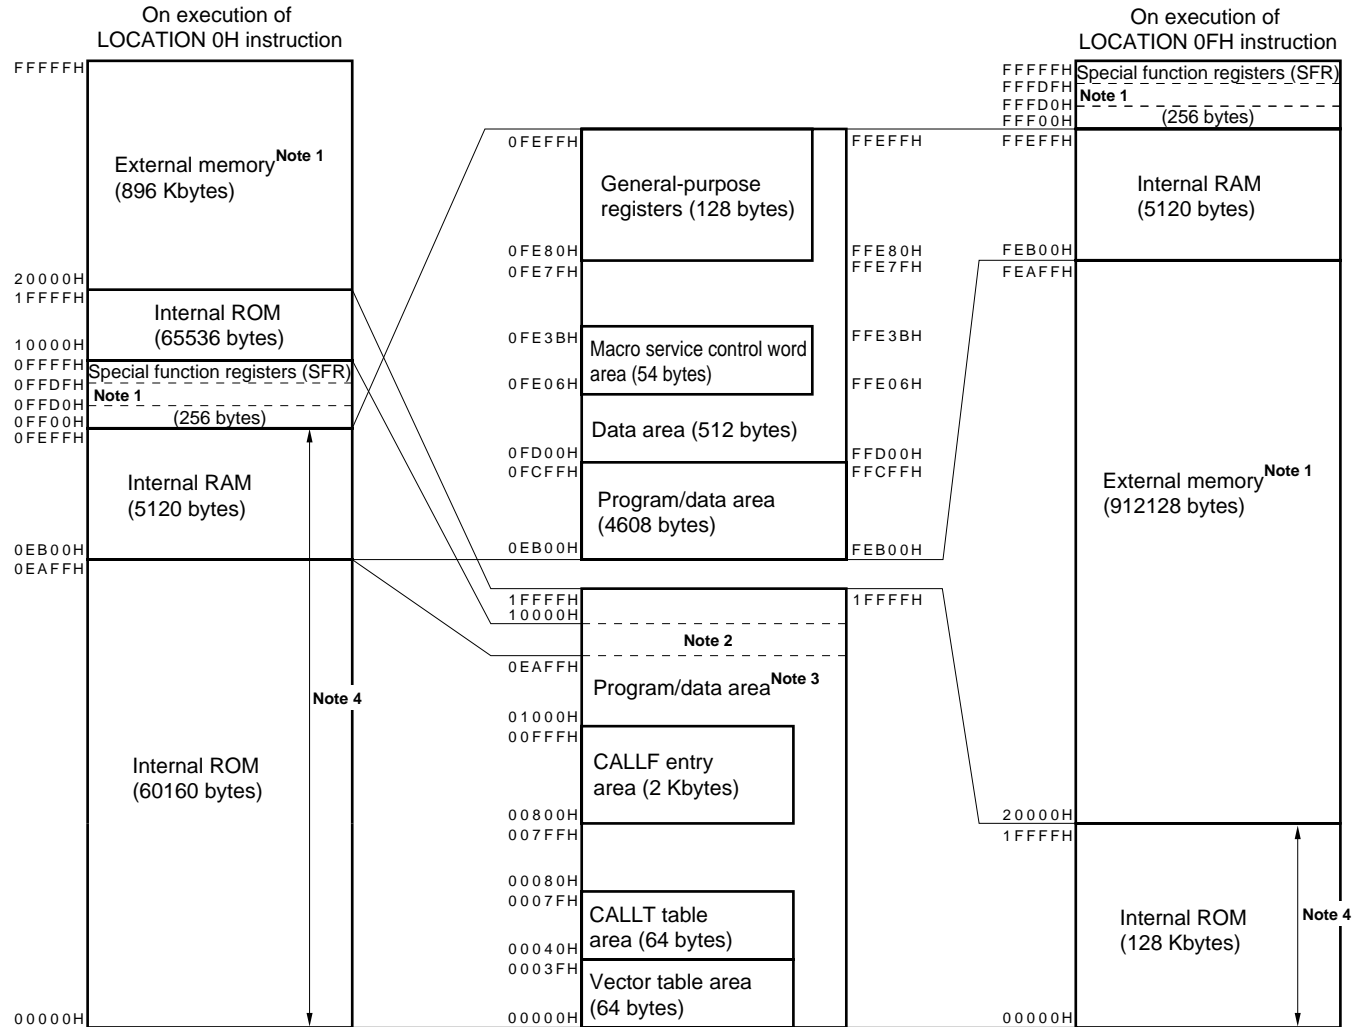 On execution of
LOCATION 0H instruction
FFFFFH
External memory Note 1
(896 Kbytes)
20000H
1FFFFH
Internal ROM
(65536 bytes)
10000H
0FFFFH
Special function registers (SFR)
0FFDFH
Note 1
0FFD0H
0FF00H
(256 bytes)
0FEFFH
Internal RAM
(5120 bytes)
0EB00H
0EAFFH
Note 4
Internal ROM
(60160 bytes)
00000H
0FEFFH
FFEFFH
General-purpose
registers (128 bytes)
0FE80H
FFE80H
0FE7FH
FFE7FH
0FE3BH
FFE3BH
Macro service control word
area (54 bytes)
0FE06H
FFE06H
Data area (512 bytes)
0FD00H
FFD00H
0FCFFH
FFCFFH
Program/data area
(4608 bytes)
0EB00H
FEB00H
1FFFFH
1FFFFH
10000H
Note 2
0EAFFH
Program/data area Note 3
01000H
00FFFH
CALLF entry
area (2 Kbytes)
00800H
007FFH
00080H
0007FH
CALLT table
area (64 bytes)
00040H
0003FH
Vector table area
(64 bytes)
00000H
On execution of
LOCATION 0FH instruction
FFFFFH
Special function registers (SFR)
FFFDFH
Note 1
FFFD0H
FFF00H
(256 bytes)
FFEFFH
Internal RAM
(5120 bytes)
FEB00H
FEAFFH
External memory Note 1
(912128 bytes)
20000H
1FFFFH
Internal ROM
(128 Kbytes)
Note 4
00000H